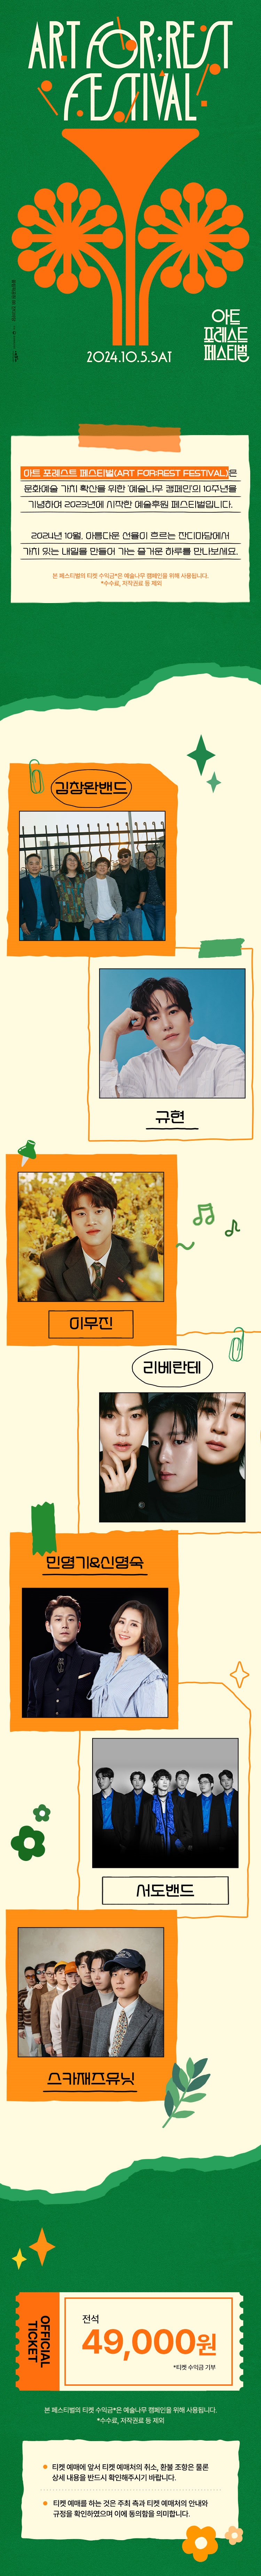 ART FOR;REST
FESTIVAL
2024.10.5.SAT
아트
포레스트
페스티벌
아트 포레스트 페스티벌(ART FOR;REST FESTIVAL)은
문화예술 가치 확산을 위한 '예술나무 캠페인'의 10주년을
기념하여 2023년에 시작한 예술후원 페스티벌입니다.
2024년 10월, 아름다운 선율이 흐르는 잔디마당에서
가치 있는 내일을 만들어 가는 즐거운 하루를 만나보세요.
본 페스티벌의 티켓 수익금*은 예술나무 캠페인을 위해 사용됩니다.
*수수료, 저작권료 등 제외
김창완밴드
규현
이무진
리베란테
민영기&신영숙
서도밴드
스카재즈유닛
OFFICIAL
TICKET
전석
49,000원
*티켓 수익금 기부
본 페스티벌의 티켓 수익금*은 예술나무 캠페인을 위해 사용됩니다.
*수수료, 저작권료 등 제외
티켓 예매에 앞서 티켓 예매처의 취소, 환불 조항은 물론
상세 내용을 반드시 확인해주시기 바랍니다.
티켓 예매를 하는 것은 주최 측과 티켓 예매처의 안내와
규정을 확인하였으며 이에 동의함을 의미합니다.